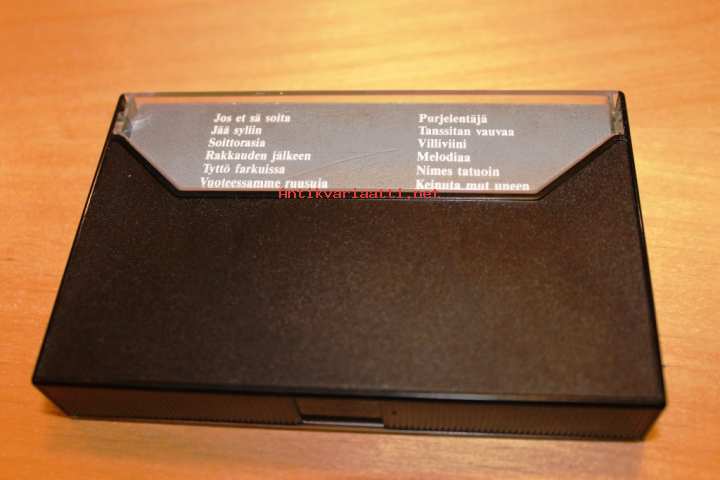 Jos et sä soita
Jää syliin
Soittorasia
Rakkauden jälkeen
Tyttö farkuissa
Vuoteessamme ruusuja
Purjelentäjä
Tanssitan vauvaa
Villiviini
Melodiaa
Nimes tatuoin
Keinuta mut uneen
Antikvariaatti.net